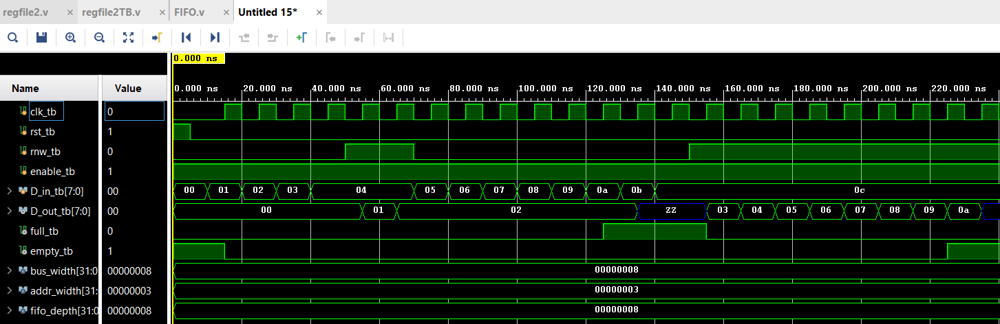 regfile2.v × regfile2TB.v × FIFO.v × Untitled 15* ×
0.000 ns
Name Value
0.000 ns 20.000 ns 40.000 ns 60.000 ns 80.000 ns 100.000 ns 120.000 ns 140.000 ns 160.000 ns 180.000 ns 200.000 ns 220.000 ns
clk_tb 0
rst_tb 1
rnw_tb 0
enable_tb 1
D_in_tb[7:0] 00 00 01 02 03 04 05 06 07 08 09 0a 0b 0c
D_out_tb[7:0] 00 00 01 02 ZZ 03 04 05 06 07 08 09 0a
full_tb 0
empty_tb 1
bus_width[31:0 00000008 00000008
addr_width[31: 00000003 00000003
fifo_depth[31:0 00000008 00000008